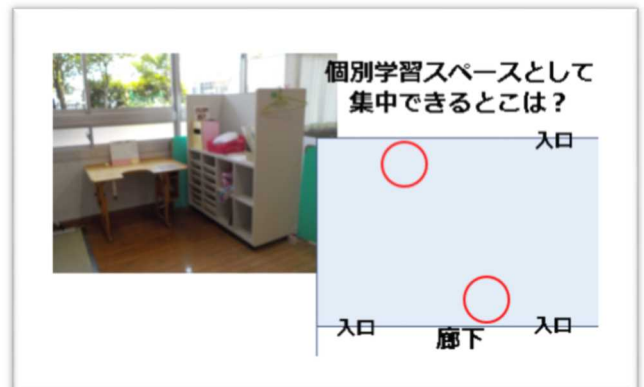 個別学習スペースとして
集中できるとこは？
入口
入口
廊下
入口